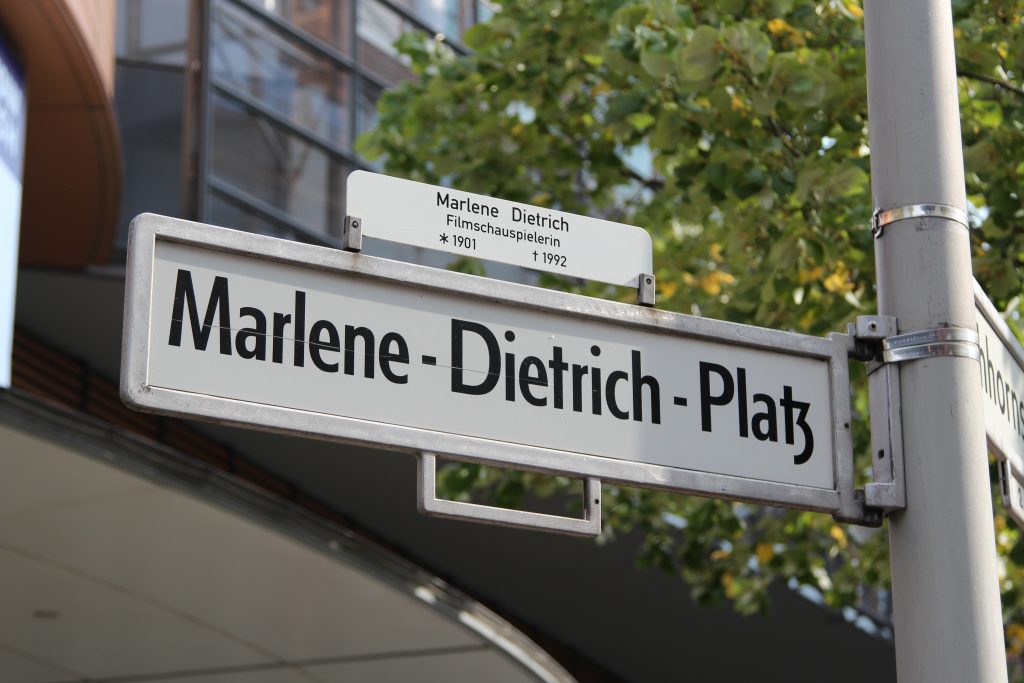 Marlene Dietrich
Filmschauspielerin
* 1901
† 1992
Marlene-Dietrich-Platz